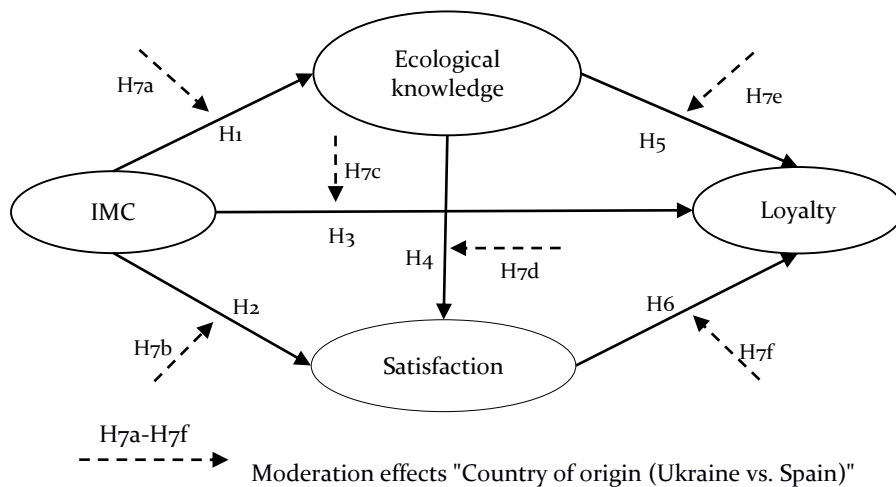 Ecological
knowledge
H7a
H7e
H1
H5
H7c
IMC
Loyalty
H3
H4
H7d
H2
H6
H7b
H7f
Satisfaction
H7a-H7f
Moderation effects "Country of origin (Ukraine vs. Spain)"